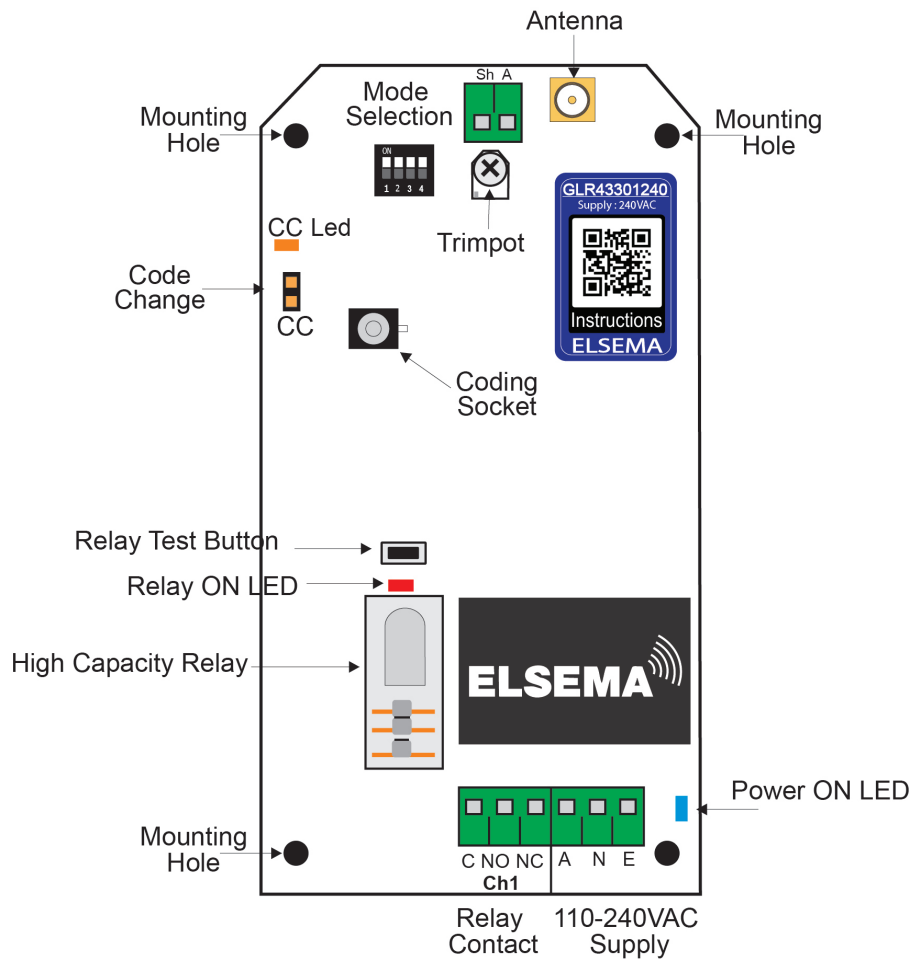 Antenna
Sh A
Mode
Selection
Mounting
Hole
Mounting
Hole
ON
1 2 3 4
GLR43301240
Supply : 240VAC
Trimpot
CC Led
Code
Change
CC
Instructions
ELSEMA
Coding
Socket
Relay Test Button
Relay ON LED
High Capacity Relay
ELSEMA
Power ON LED
Mounting
Hole
C NO NC A N E
Ch1
Relay
Contact
110-240VAC
Supply